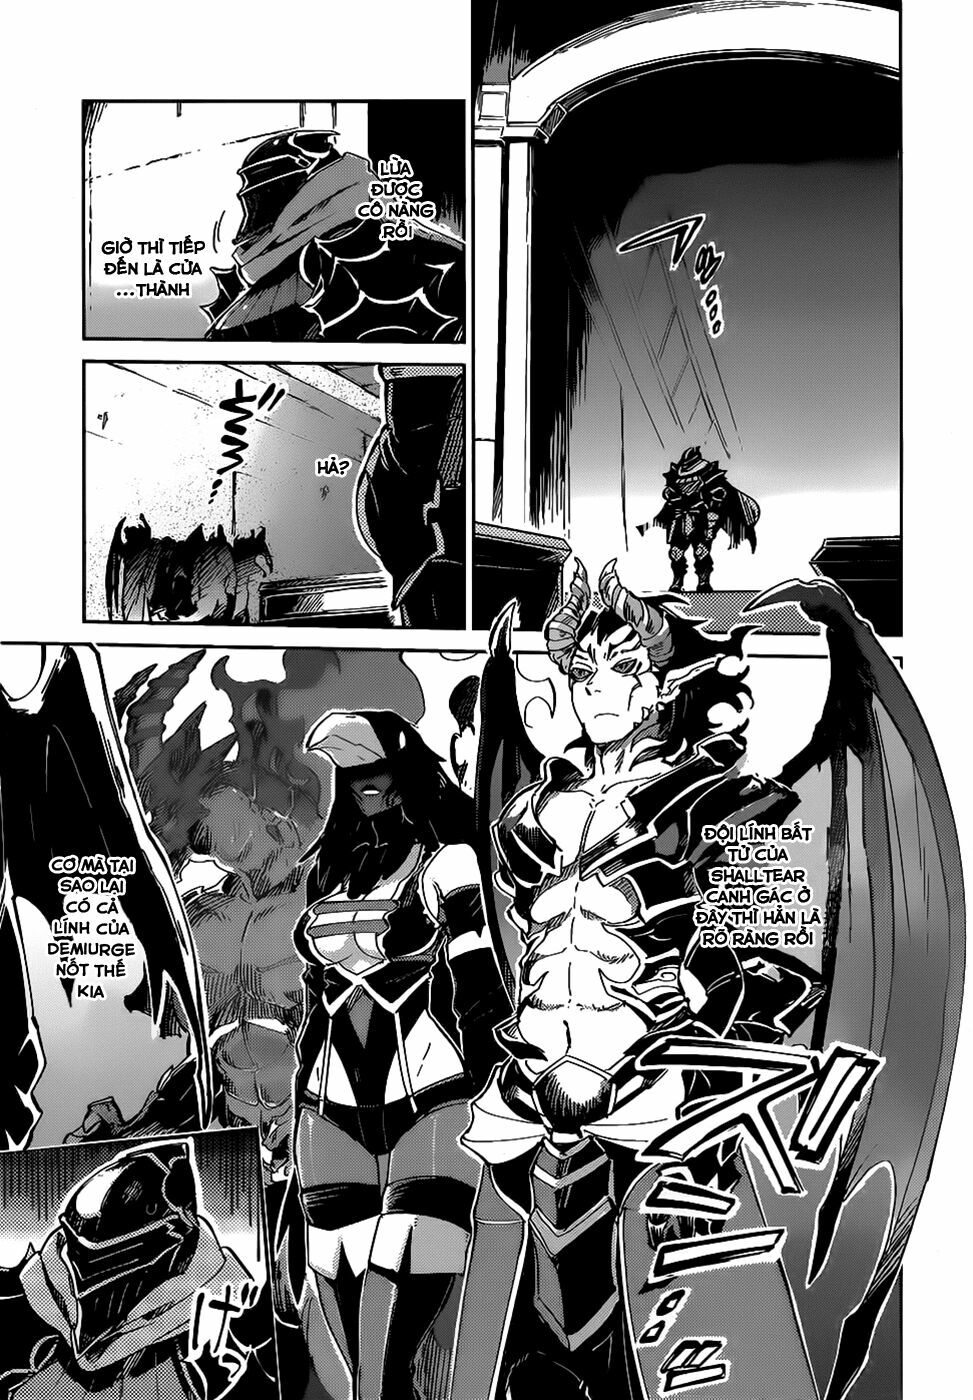 LỪA
ĐƯỢC
CÔ NÀNG
RỒI
GIỜ THÌ TIẾP
ĐẾN LÀ CỬA
...THÀNH
HẢ?
ĐỘI LÍNH BẤT
TỬ CỦA
SHALLTEAR
CANH GÁC Ở
ĐÂY THÌ HẲN LÀ
RÕ RÀNG RỒI
CƠ MÀ TẠI
SAO LẠI
CÓ CẢ
LÍNH CỦA
DEMIURGE
NỐT THẾ
KIA
げっ